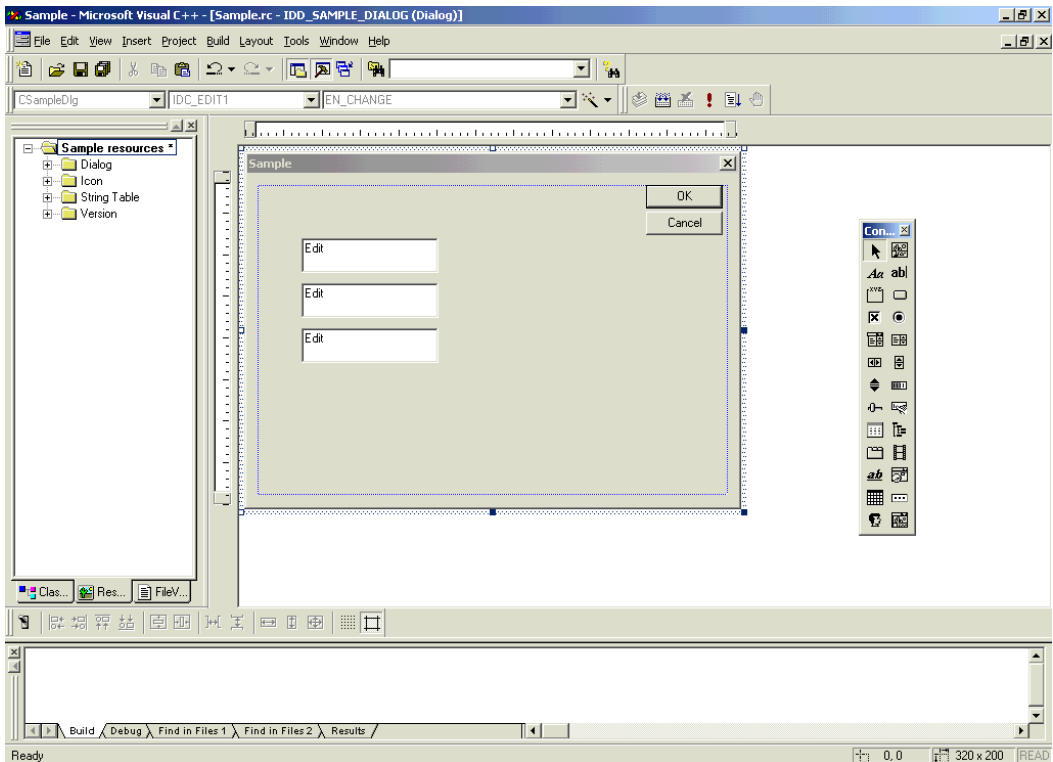 Sample - Microsoft Visual C++ - [Sample.rc - IDD_SAMPLE_DIALOG (Dialog)]
File Edit View Insert Project Build Layout Tools Window Help
CSampleDlg IDC_EDIT1 EN_CHANGE
Sample resources *
Dialog
Icon
String Table
Version
Sample
OK
Cancel
Edit
Edit
Edit
Con...
Aa ab|
XYZ
ab
Clas... Res... FileV...
Build Debug Find in Files 1 Find in Files 2 Results
Ready 0, 0 320 x 200 READ